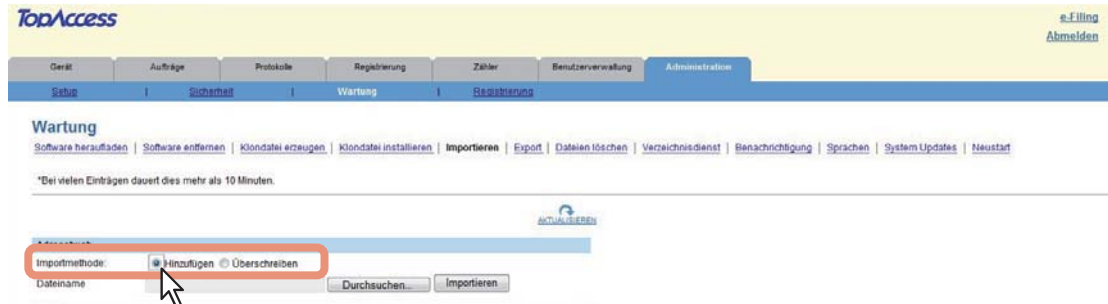 TopAccess
e-Filing
Abmelden
Gerät Aufträge Protokolle Registrierung Zähler Benutzerverwaltung Administration
Setup | Sicherheit | Wartung | Registrierung
Wartung
Software heraufladen | Software entfernen | Klondatei erzeugen | Klondatei installieren | Importieren | Export | Dateien löschen | Verzeichnisdienst | Benachrichtigung | Sprachen | System Updates | Neustart
*Bei vielen Einträgen dauert dies mehr als 10 Minuten.
AKTUALISIEREN
Adressbuch
Importmethode: Hinzufügen Überschreiben
Dateiname Durchsuchen... Importieren